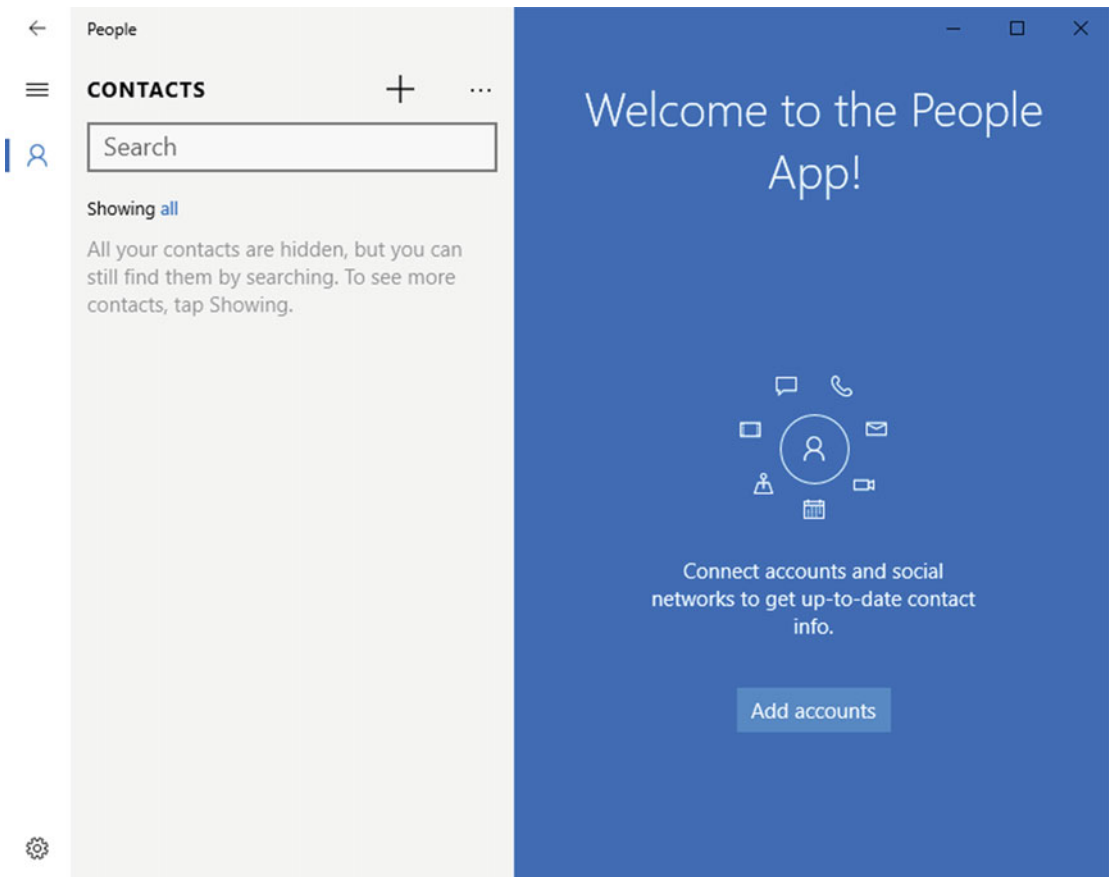 People
CONTACTS
Search
Showing all
All your contacts are hidden, but you can
still find them by searching. To see more
contacts, tap Showing.
Welcome to the People
App!
Connect accounts and social
networks to get up-to-date contact
info.
Add accounts